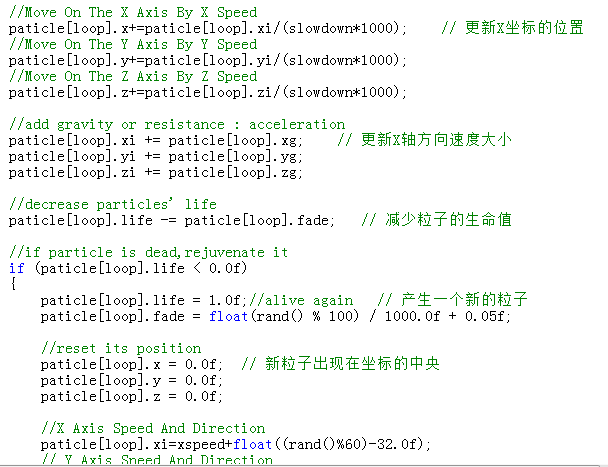 //Move On The X Axis By X Speed
paticle[loop].x+=paticle[loop].xi/(slowdown*1000);    // 更新X坐标的位置
//Move On The Y Axis By Y Speed
paticle[loop].y+=paticle[loop].yi/(slowdown*1000);
//Move On The Z Axis By Z Speed
paticle[loop].z+=paticle[loop].zi/(slowdown*1000);
//add gravity or resistance : acceleration
paticle[loop].xi += paticle[loop].xg;    // 更新X轴方向速度大小
paticle[loop].yi += paticle[loop].yg;
paticle[loop].zi += paticle[loop].zg;
//decrease particles' life
paticle[loop].life -= paticle[loop].fade;   // 减少粒子的生命值
//if particle is dead,rejuvenate it
if (paticle[loop].life < 0.0f)
{
    paticle[loop].life = 1.0f;//alive again   // 产生一个新的粒子
    paticle[loop].fade = float(rand() % 100) / 1000.0f + 0.05f;
    //reset its position
    paticle[loop].x = 0.0f;  // 新粒子出现在坐标的中央
    paticle[loop].y = 0.0f;
    paticle[loop].z = 0.0f;
    //X Axis Speed And Direction
    paticle[loop].xi=xspeed+float((rand()%60)-32.0f);
    // Y Axis Speed And Direction